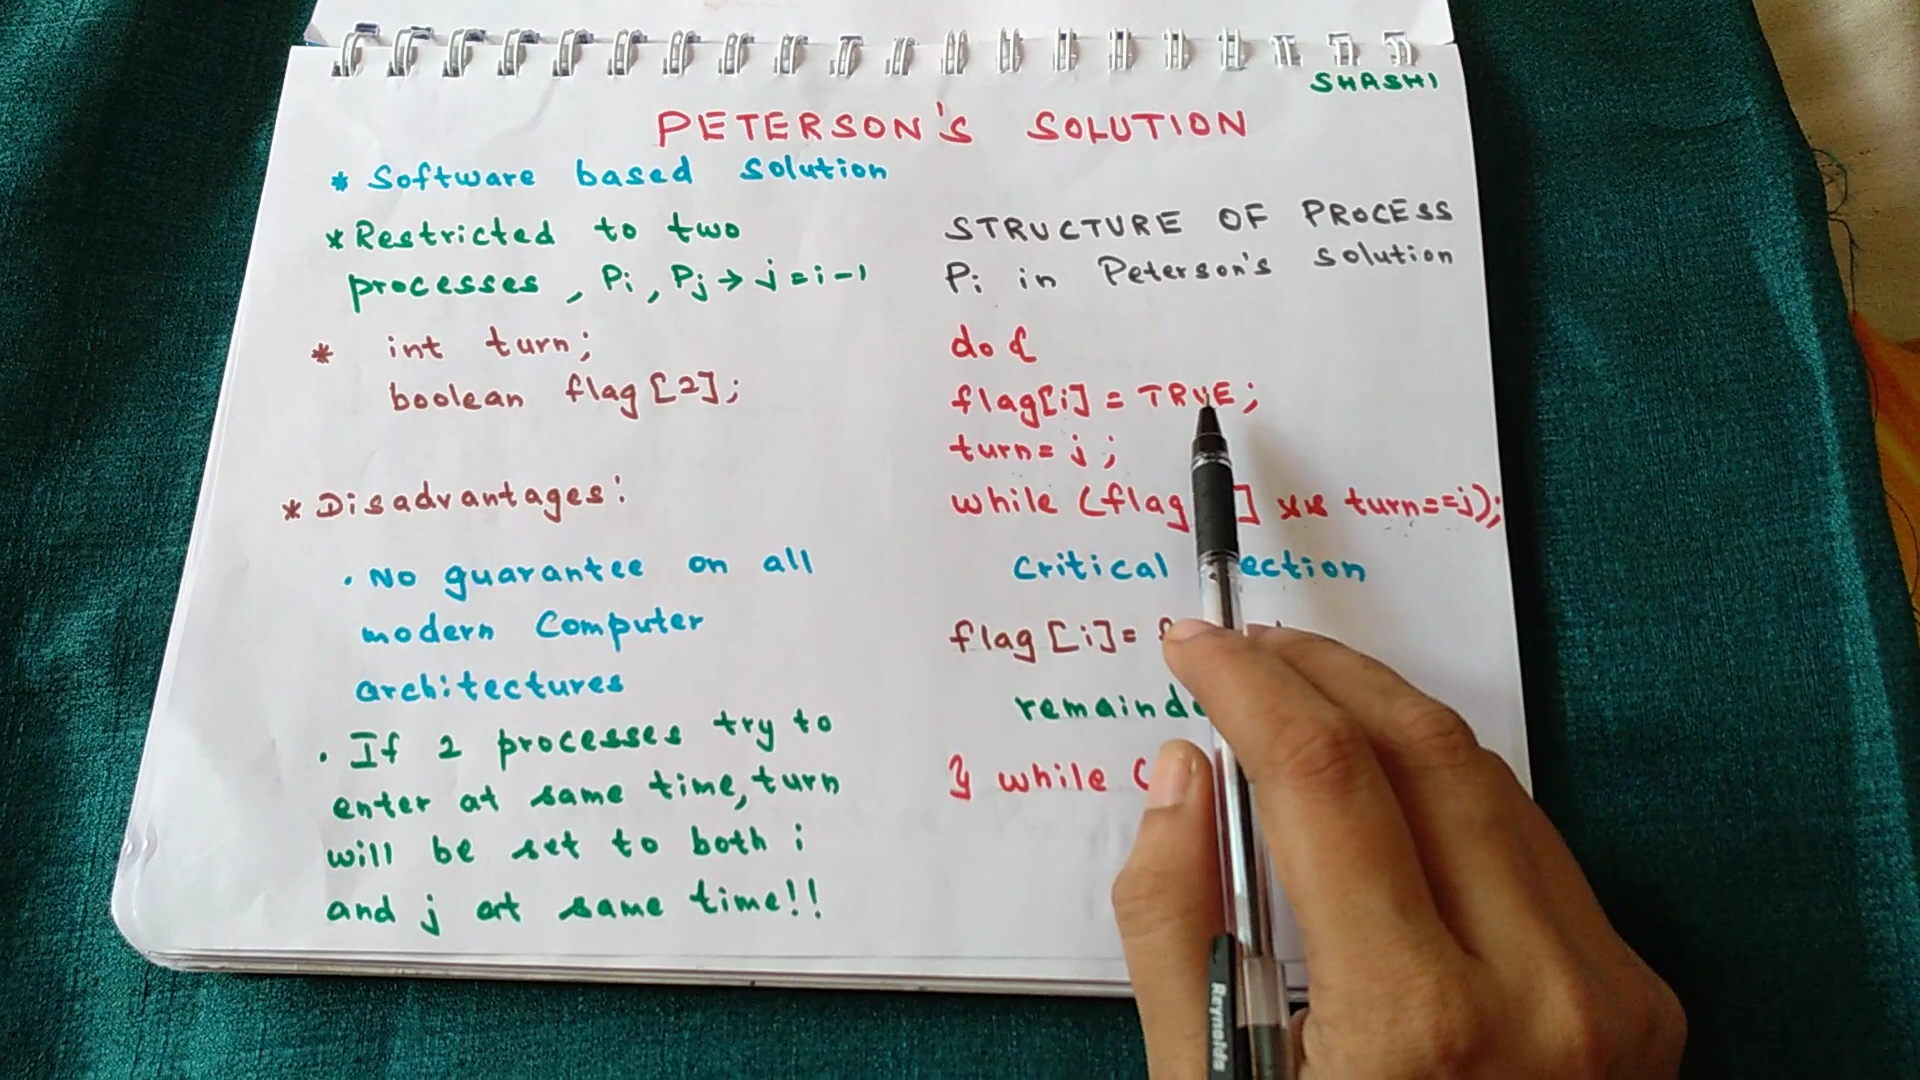 SHASHI
PETERSON'S SOLUTION
* Software based solution
* Restricted to two
processes, Pi, Pj → j = i-1
* int turn;
boolean flag [2];
* Disadvantages:
. No guarantee on all
modern Computer
architectures
. If 2 processes try to
enter at same time, turn
will be set to both i
and j at same time!!
STRUCTURE OF PROCESS
Pi in Peterson's solution
do {
flag[i] = TRUE;
turn = j;
while (flag ] && turn==j);
Critical ection
flag [i] =
remainde
} while (
Reynolds